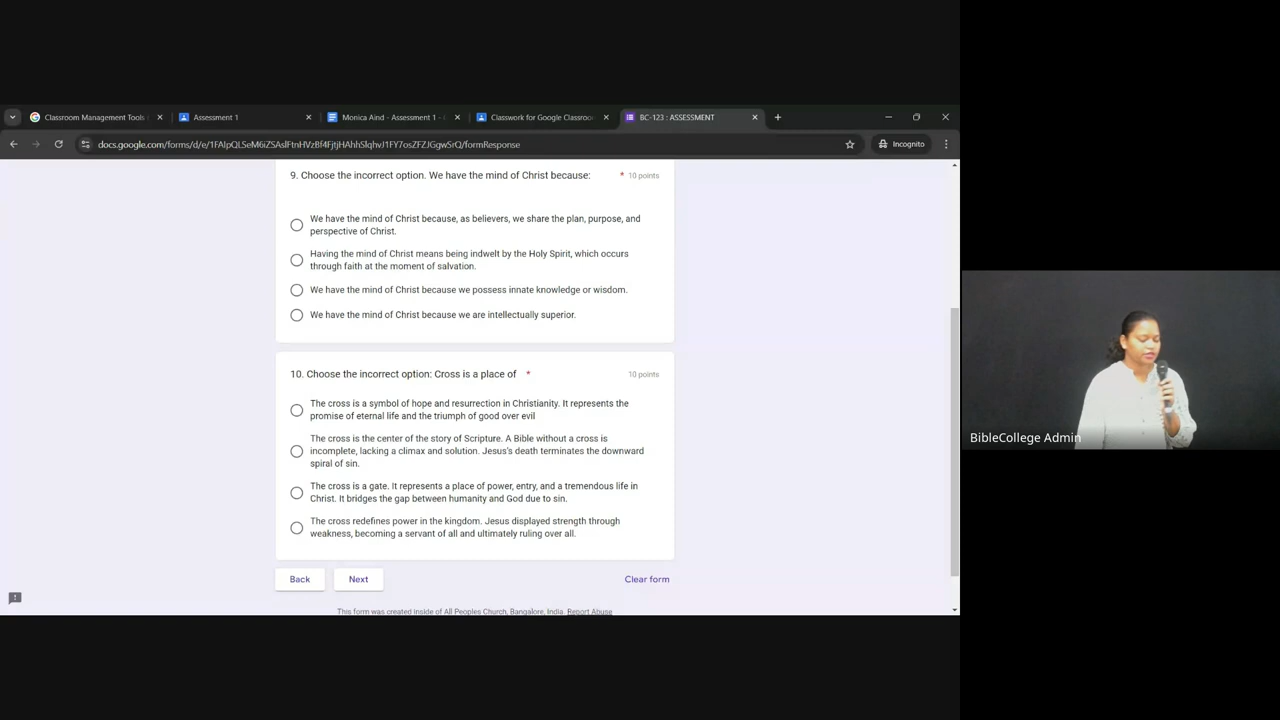 Classroom Management Tools
Assessment 1
Monica Aind - Assessment 1 -
Classwork for Google Classroo
BC-123 : ASSESSMENT
docs.google.com/forms/d/e/1FAIpQLSeM6iZSAslFtnHVzBf4FjtjHAhhSlqhvJ1FY7osZFZJGgwSrQ/formResponse
Incognito
9. Choose the incorrect option. We have the mind of Christ because: * 10 points
We have the mind of Christ because, as believers, we share the plan, purpose, and
perspective of Christ.
Having the mind of Christ means being indwelt by the Holy Spirit, which occurs
through faith at the moment of salvation.
We have the mind of Christ because we possess innate knowledge or wisdom.
We have the mind of Christ because we are intellectually superior.
10. Choose the incorrect option: Cross is a place of * 10 points
The cross is a symbol of hope and resurrection in Christianity. It represents the
promise of eternal life and the triumph of good over evil
The cross is the center of the story of Scripture. A Bible without a cross is
incomplete, lacking a climax and solution. Jesus's death terminates the downward
spiral of sin.
The cross is a gate. It represents a place of power, entry, and a tremendous life in
Christ. It bridges the gap between humanity and God due to sin.
The cross redefines power in the kingdom. Jesus displayed strength through
weakness, becoming a servant of all and ultimately ruling over all.
Back Next Clear form
This form was created inside of All Peoples Church, Bangalore, India. Report Abuse
BibleCollege Admin